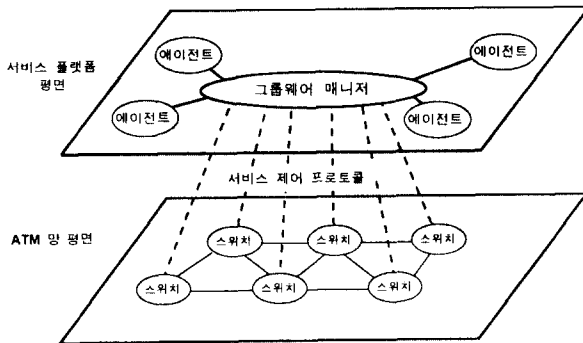 에이전트
에이전트
서비스 플랫폼
평면
그룹웨어 매니저
에이전트
에이전트
서비스 제어 프로토콜
ATM 망 평면
스위치
스위치
스위치
스위치
스위치
스위치